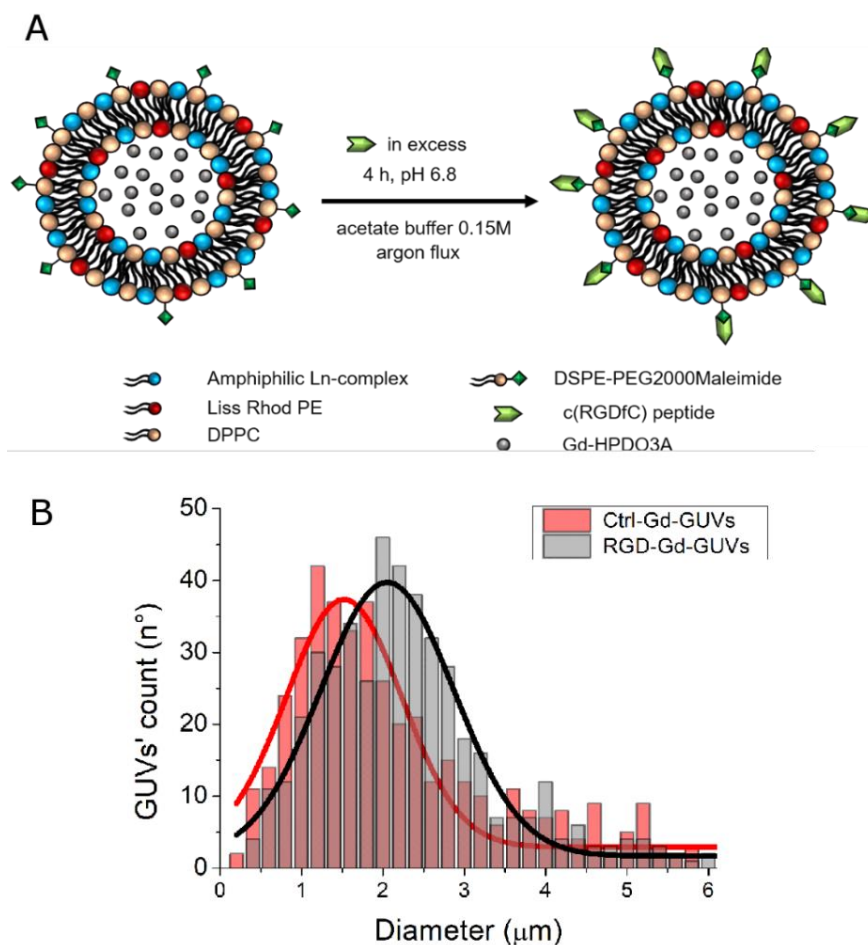 A
in excess
4 h, pH 6.8
acetate buffer 0.15M
argon flux
Amphiphilic Ln-complex
Liss Rhod PE
DPPC
DSPE-PEG2000Maleimide
c(RGDfC) peptide
Gd-HPDO3A
B
GUVs' count (n°)
50
40
30
20
10
0
Ctrl-Gd-GUVs
RGD-Gd-GUVs
0 1 2 3 4 5 6
Diameter (μm)